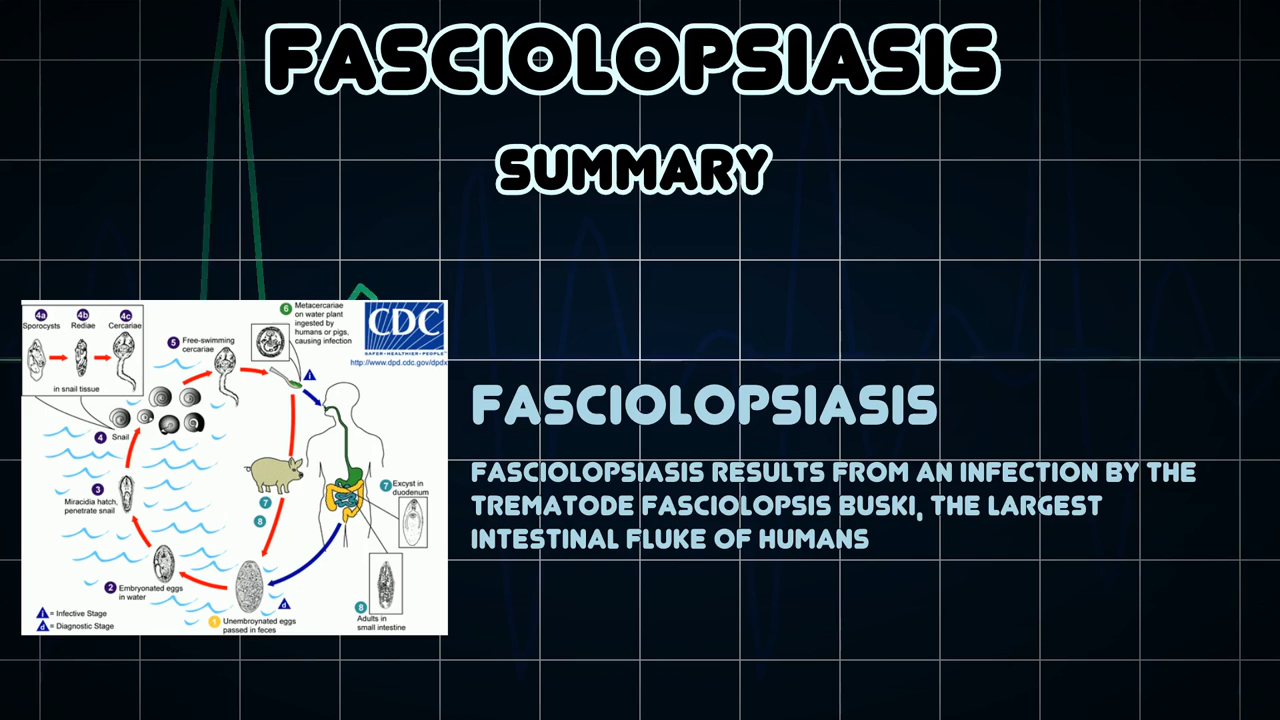 FASCIOLOPSIASIS
SUMMARY
4a 4b 4c
Sporocysts Rediae Cercariae
in snail tissue
5 Free-swimming
cercariae
6 Metacercariae
on water plant
ingested by
humans or pigs,
causing infection
CDC
SAFER·HEALTHIER·PEOPLE™
http://www.dpd.cdc.gov/dpdx
i
4 Snail
3
Miracidia hatch,
penetrate snail
7
8
7 Excyst in
duodenum
2 Embryonated eggs
in water
d
i = Infective Stage
d = Diagnostic Stage
1 Unembroynated eggs
passed in feces
8
Adults in
small intestine
FASCIOLOPSIASIS
FASCIOLOPSIASIS RESULTS FROM AN INFECTION BY THE
TREMATODE FASCIOLOPSIS BUSKI, THE LARGEST
INTESTINAL FLUKE OF HUMANS